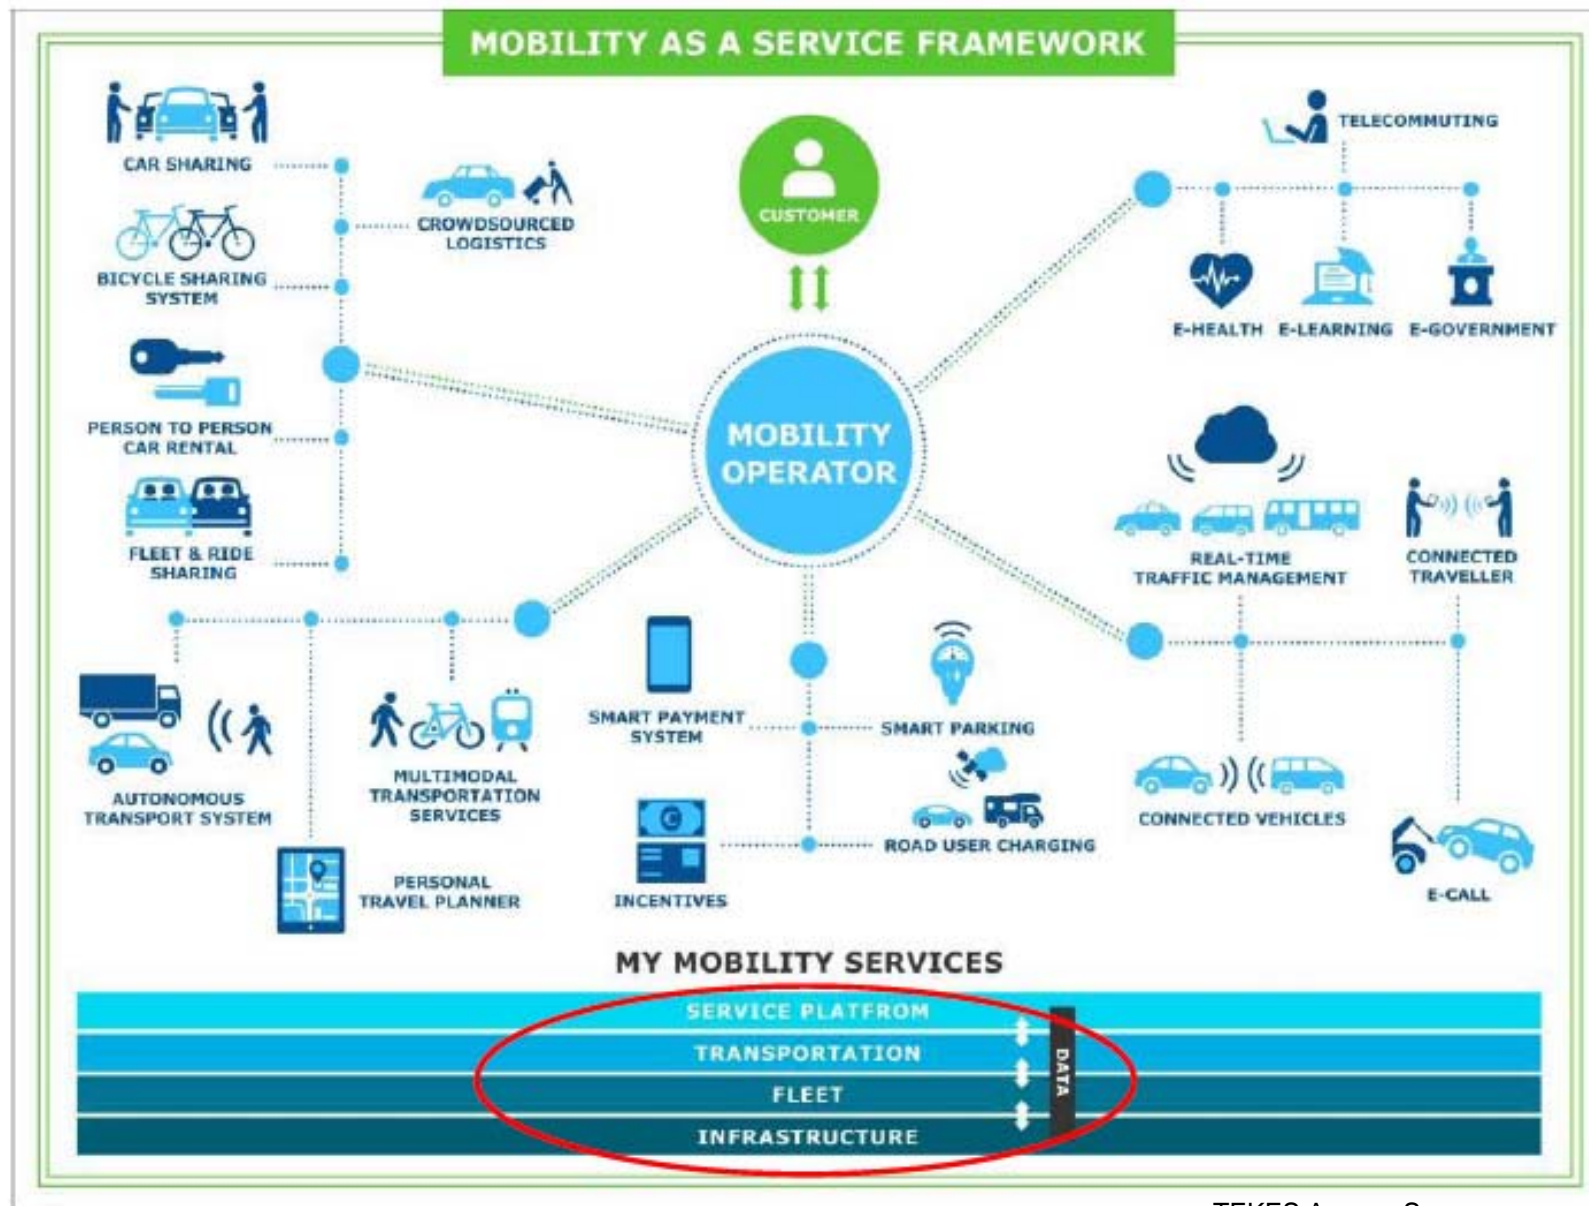 MOBILITY AS A SERVICE FRAMEWORK
CAR SHARING
CROWDSOURCED
LOGISTICS
BICYCLE SHARING
SYSTEM
PERSON TO PERSON
CAR RENTAL
FLEET & RIDE
SHARING
CUSTOMER
MOBILITY
OPERATOR
TELECOMMUTING
E-HEALTH
E-LEARNING
E-GOVERNMENT
REAL-TIME
TRAFFIC MANAGEMENT
CONNECTED
TRAVELLER
CONNECTED VEHICLES
E-CALL
AUTONOMOUS
TRANSPORT SYSTEM
PERSONAL
TRAVEL PLANNER
MULTIMODAL
TRANSPORTATION
SERVICES
SMART PAYMENT
SYSTEM
SMART PARKING
INCENTIVES
ROAD USER CHARGING
MY MOBILITY SERVICES
SERVICE PLATFROM
TRANSPORTATION
FLEET
INFRASTRUCTURE
DATA